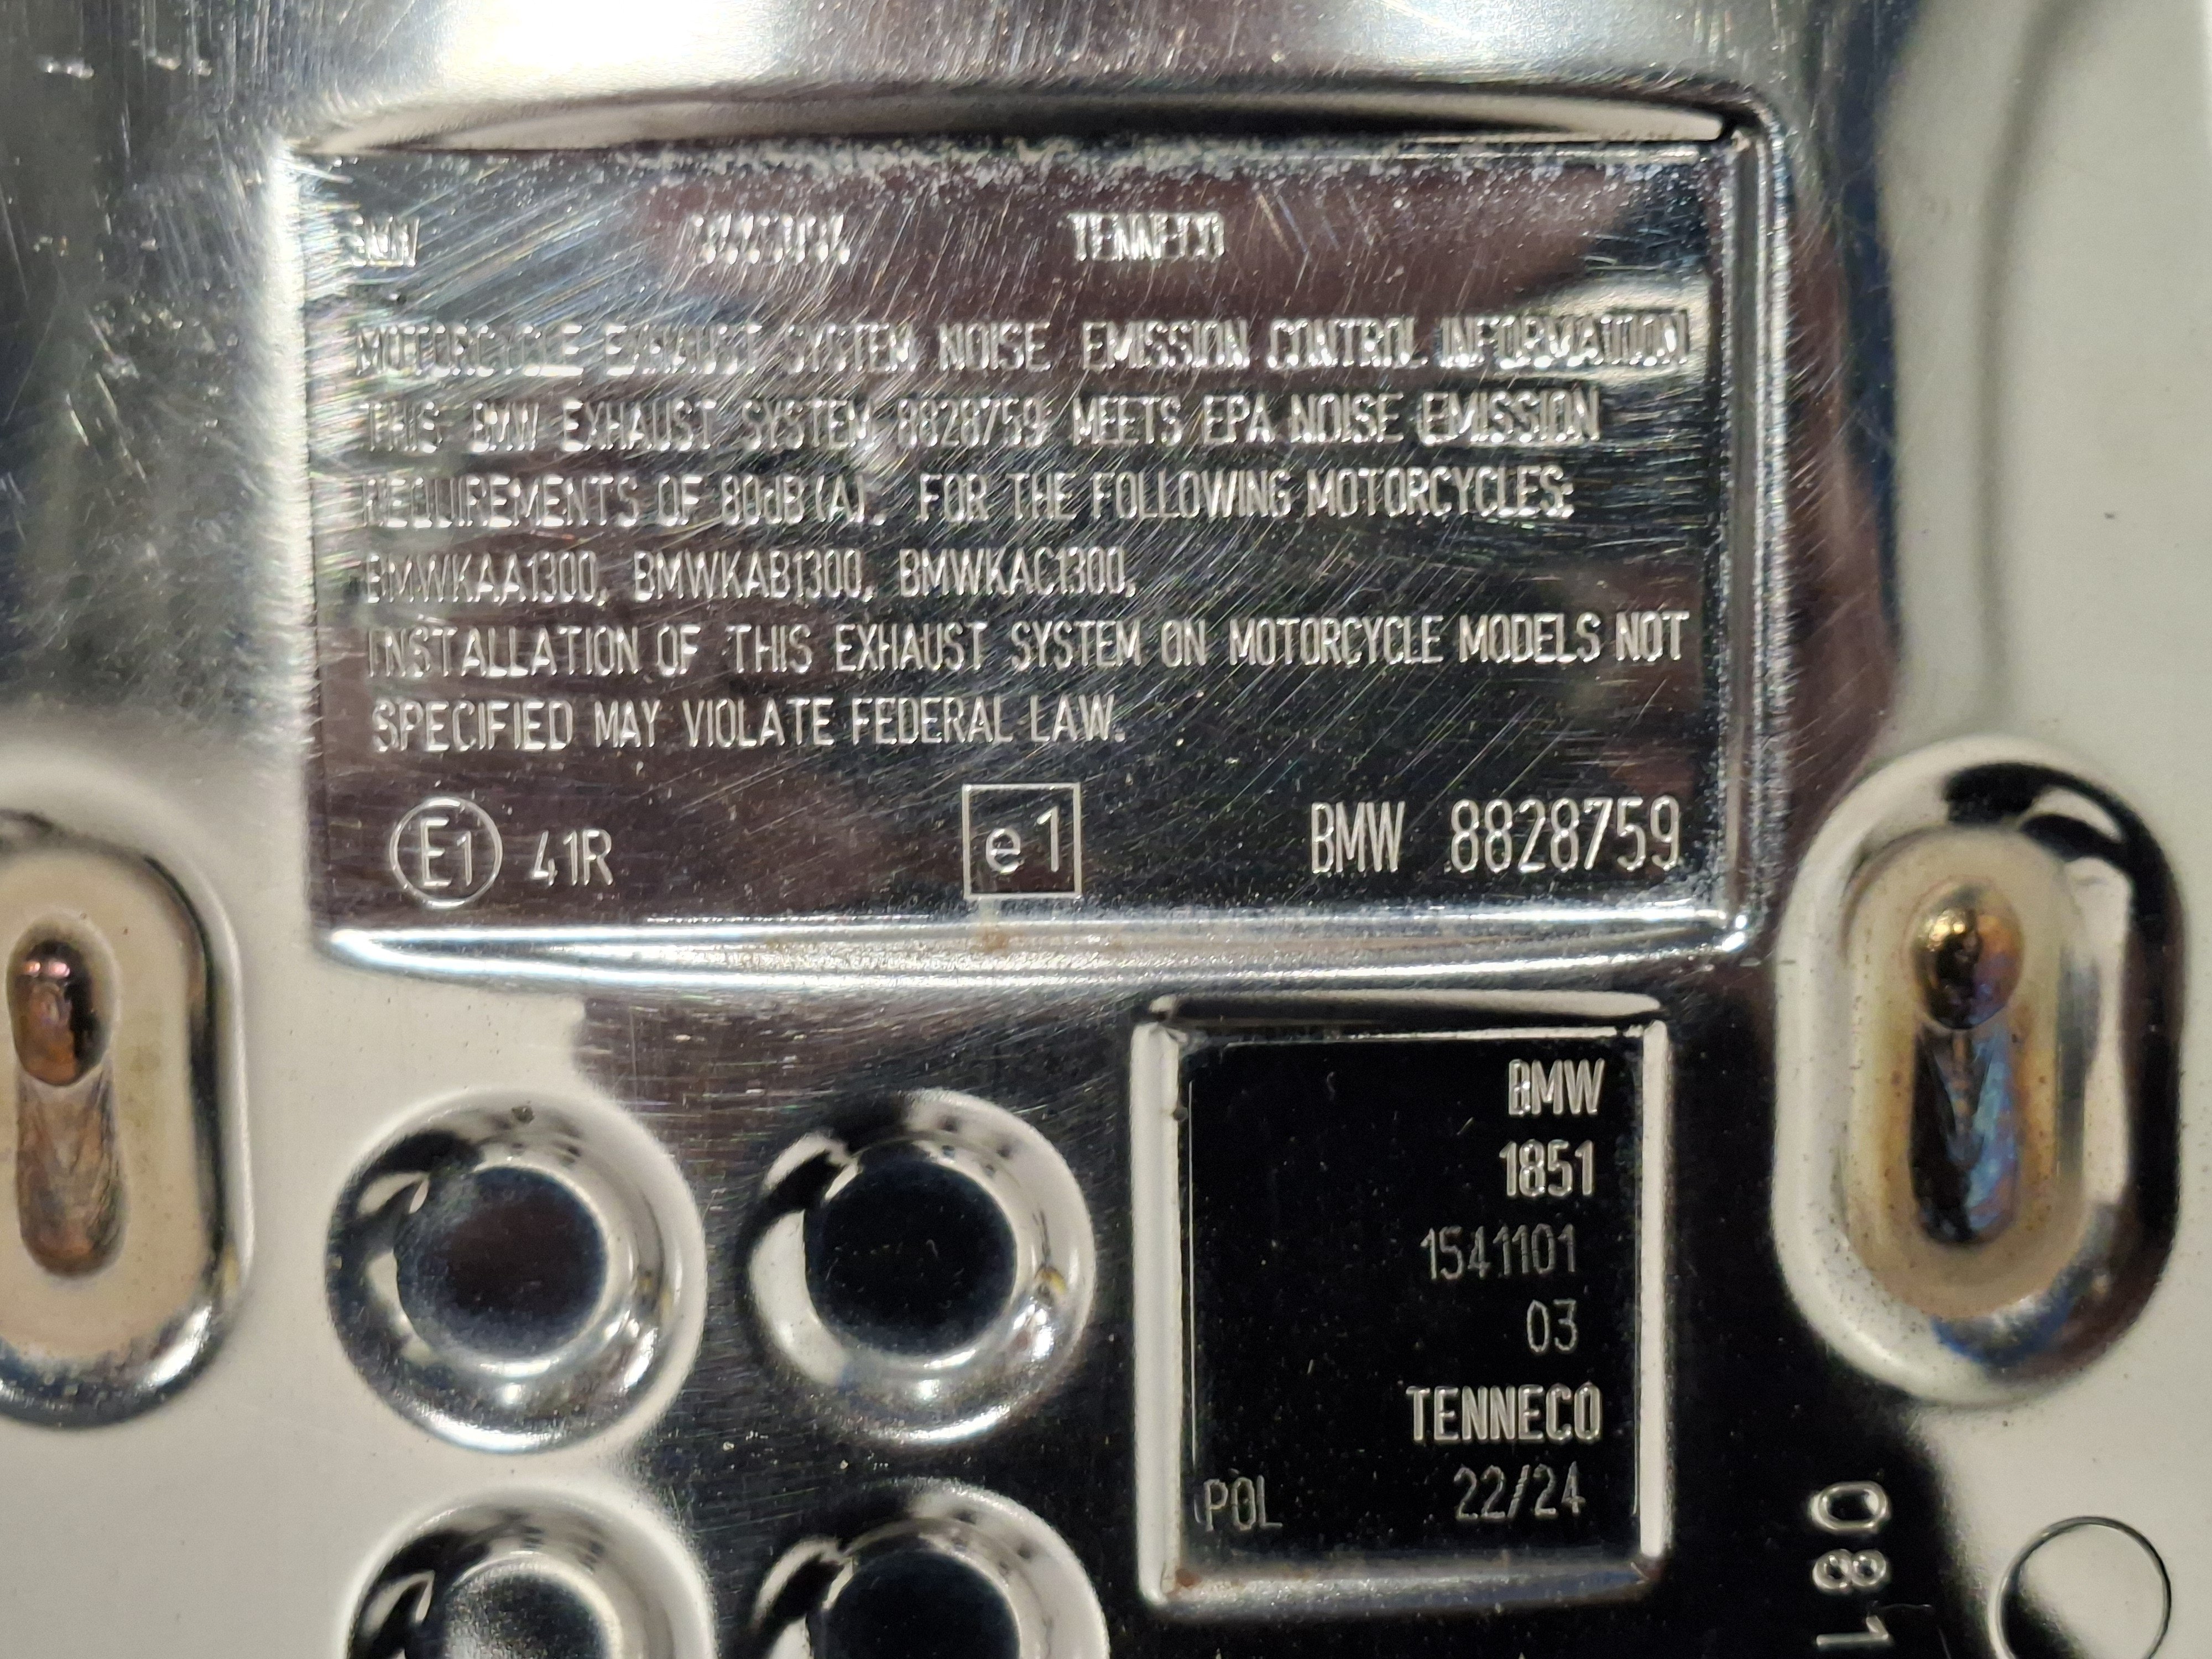 BMW TENNECO
MOTORCYCLE EXHAUST SYSTEM NOISE EMISSION CONTROL INFORMATION
THIS BMW EXHAUST SYSTEM 8828759 MEETS EPA NOISE EMISSION
REQUIREMENTS OF 80dB(A). FOR THE FOLLOWING MOTORCYCLES:
BMWKAA1300, BMWKAB1300, BMWKAC1300,
INSTALLATION OF THIS EXHAUST SYSTEM ON MOTORCYCLE MODELS NOT
SPECIFIED MAY VIOLATE FEDERAL LAW.
E1 41R e1 BMW 8828759
BMW
1851
1541101
03
TENNECO
POL 22/24